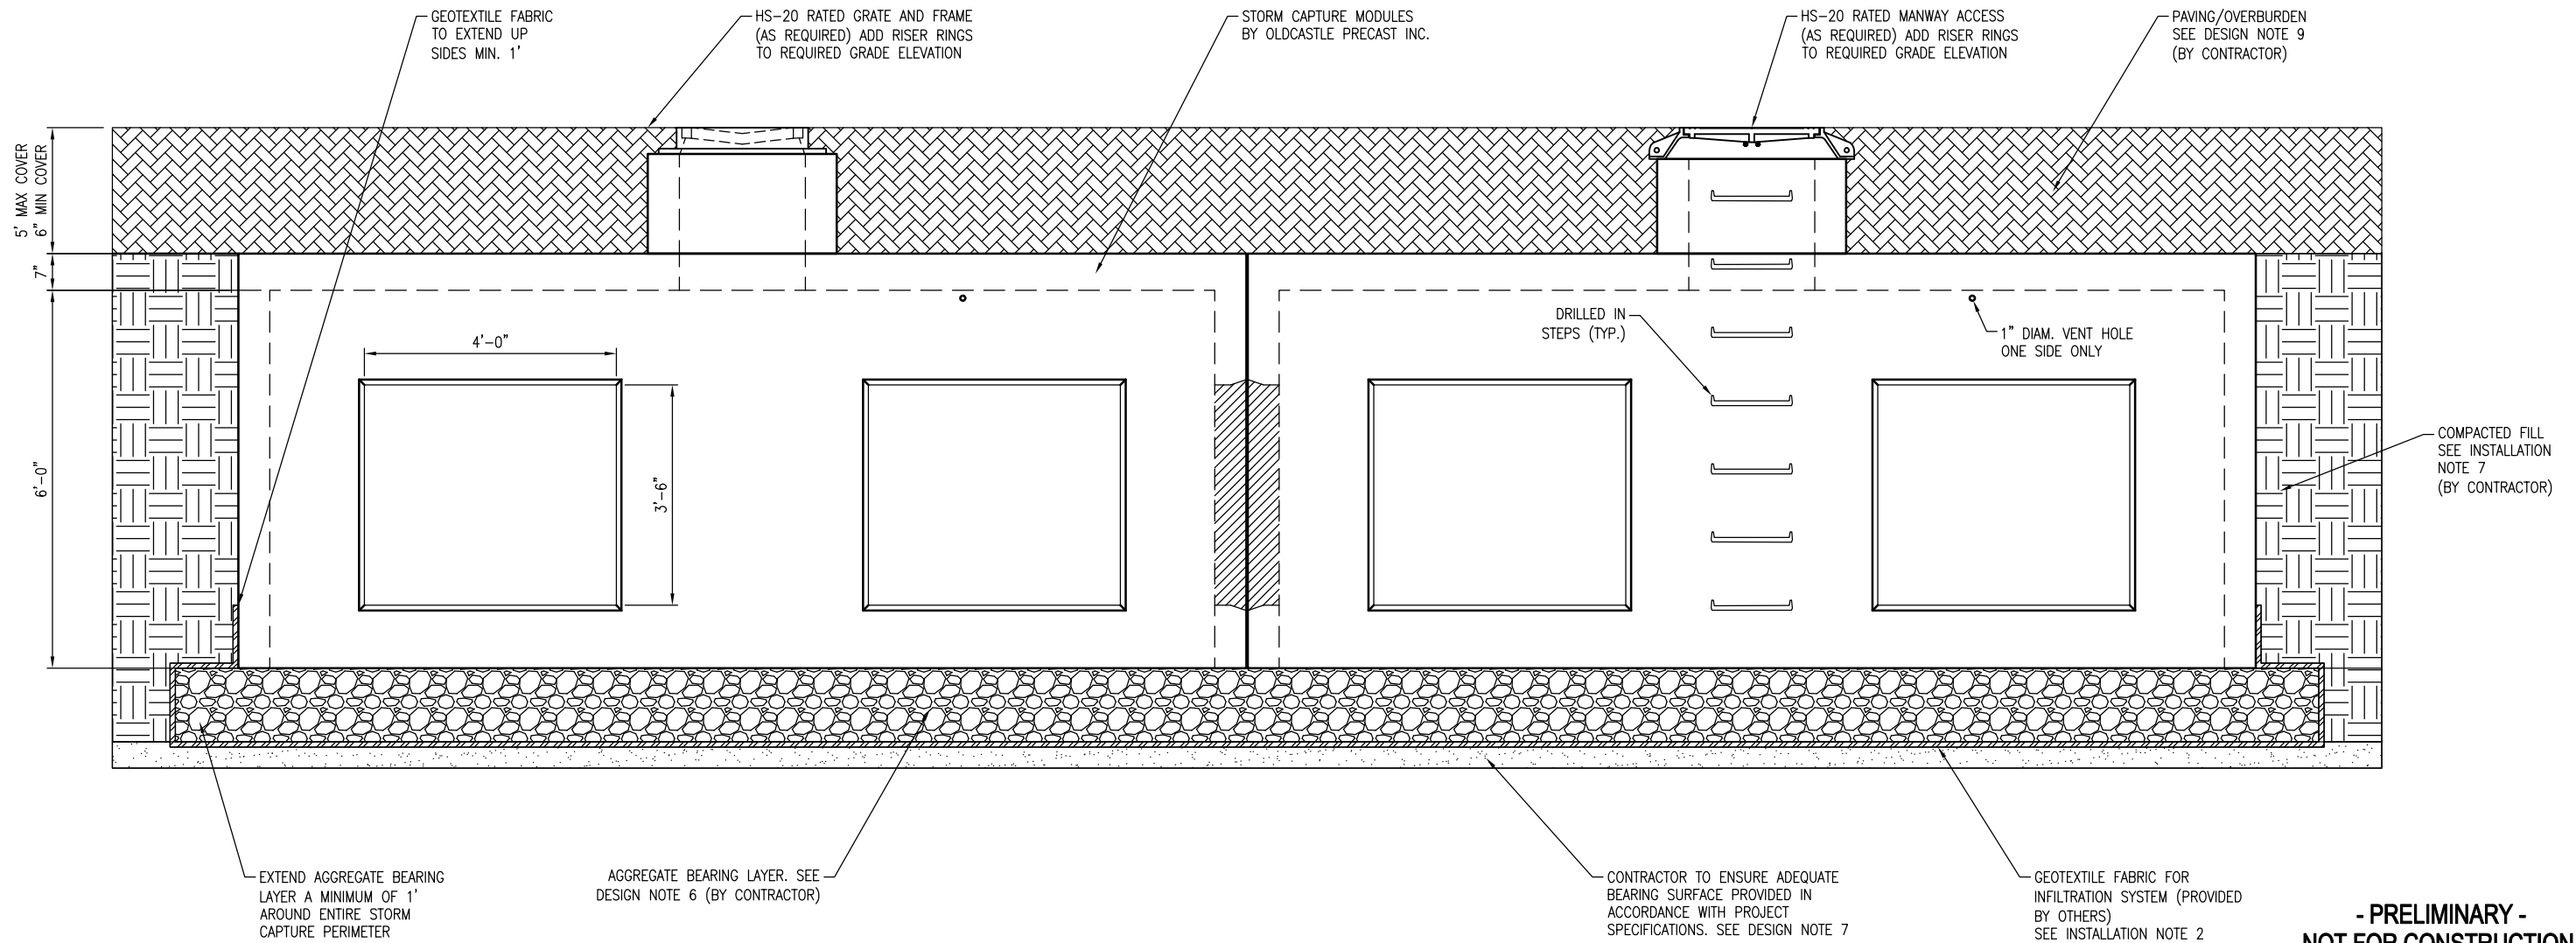 GEOTEXTILE FABRIC
TO EXTEND UP
SIDES MIN. 1'
HS-20 RATED GRATE AND FRAME
(AS REQUIRED) ADD RISER RINGS
TO REQUIRED GRADE ELEVATION
STORM CAPTURE MODULES
BY OLDCASTLE PRECAST INC.
HS-20 RATED MANWAY ACCESS
(AS REQUIRED) ADD RISER RINGS
TO REQUIRED GRADE ELEVATION
PAVING/OVERBURDEN
SEE DESIGN NOTE 9
(BY CONTRACTOR)
5' MAX COVER
6" MIN COVER
7"
6'-0"
4'-0"
3'-6"
DRILLED IN
STEPS (TYP.)
1" DIAM. VENT HOLE
ONE SIDE ONLY
COMPACTED FILL
SEE INSTALLATION
NOTE 7
(BY CONTRACTOR)
EXTEND AGGREGATE BEARING
LAYER A MINIMUM OF 1'
AROUND ENTIRE STORM
CAPTURE PERIMETER
AGGREGATE BEARING LAYER. SEE
DESIGN NOTE 6 (BY CONTRACTOR)
CONTRACTOR TO ENSURE ADEQUATE
BEARING SURFACE PROVIDED IN
ACCORDANCE WITH PROJECT
SPECIFICATIONS. SEE DESIGN NOTE 7
GEOTEXTILE FABRIC FOR
INFILTRATION SYSTEM (PROVIDED
BY OTHERS)
SEE INSTALLATION NOTE 2
- PRELIMINARY -
NOT FOR CONSTRUCTION